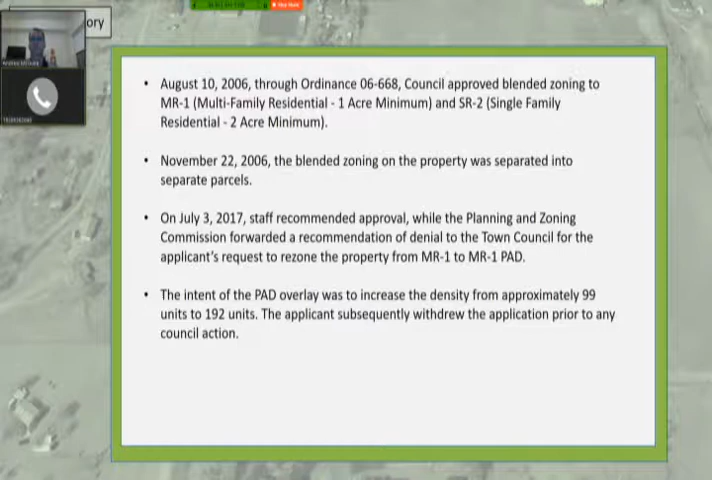 ory
• August 10, 2006, through Ordinance 06-668, Council approved blended zoning to
MR-1 (Multi-Family Residential - 1 Acre Minimum) and SR-2 (Single Family
Residential - 2 Acre Minimum).
• November 22, 2006, the blended zoning on the property was separated into
separate parcels.
• On July 3, 2017, staff recommended approval, while the Planning and Zoning
Commission forwarded a recommendation of denial to the Town Council for the
applicant's request to rezone the property from MR-1 to MR-1 PAD.
• The intent of the PAD overlay was to increase the density from approximately 99
units to 192 units. The applicant subsequently withdrew the application prior to any
council action.